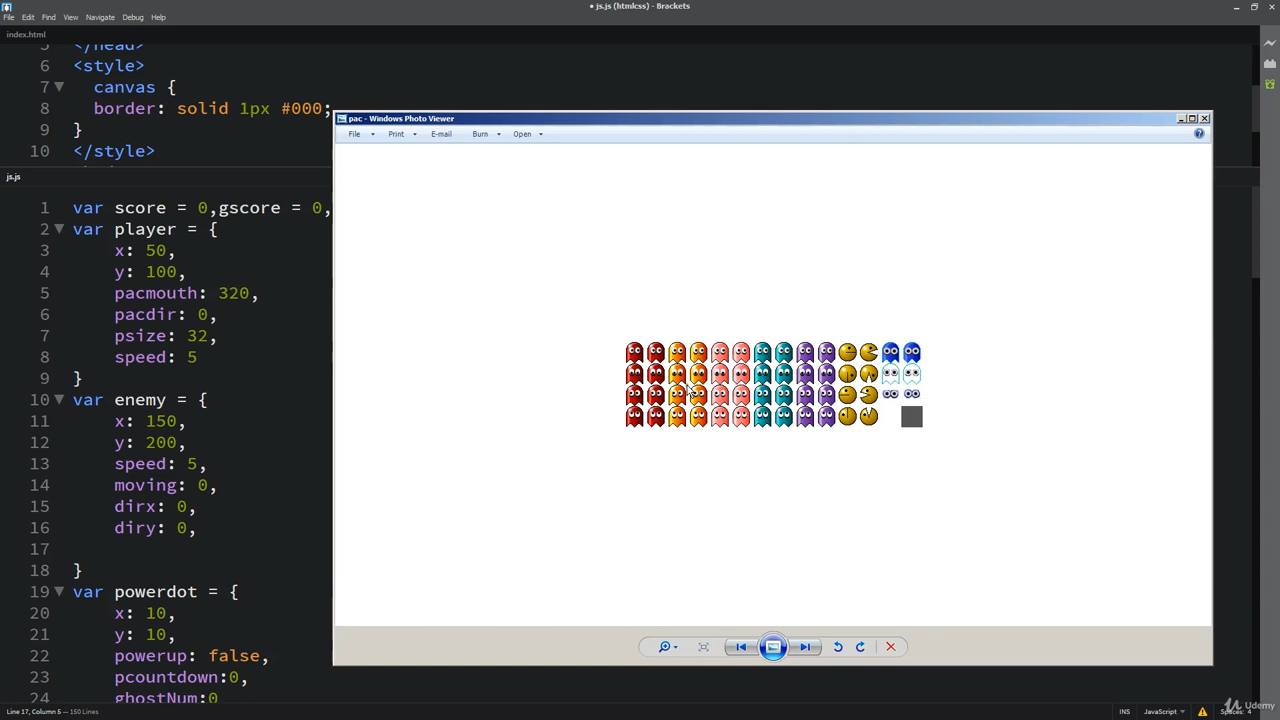 js.js (htmlcss) - Brackets
File Edit Find View Navigate Debug Help
index.html
5 </head>
6 <style>
7 canvas {
8 border: solid 1px #000;
9 }
10 </style>
pac - Windows Photo Viewer
File Print E-mail Burn Open
js.js
1 var score = 0,gscore = 0,
2 var player = {
3 x: 50,
4 y: 100,
5 pacmouth: 320,
6 pacdir: 0,
7 psize: 32,
8 speed: 5
9 }
10 var enemy = {
11 x: 150,
12 y: 200,
13 speed: 5,
14 moving: 0,
15 dirx: 0,
16 diry: 0,
17
18 }
19 var powerdot = {
20 x: 10,
21 y: 10,
22 powerup: false,
23 pcountdown:0,
24 ghostNum:0
Line 17, Column 5 — 150 Lines
INS JavaScript Spaces: 4
Udemy